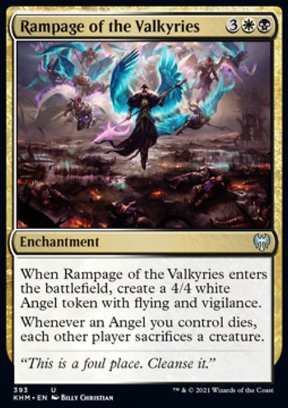 Rampage of the Valkyries 3
Enchantment
When Rampage of the Valkyries enters
the battlefield, create a 4/4 white
Angel token with flying and vigilance.
Whenever an Angel you control dies,
each other player sacrifices a creature.
“This is a foul place. Cleanse it.”
393 U
KHM • EN BILLY CHRISTIAN
™ & © 2021 Wizards of the Coast